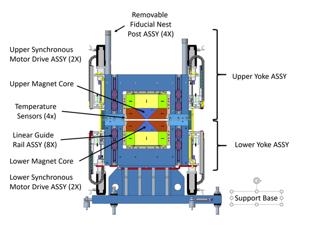 Removable
Fiducial Nest
Post ASSY (4X)
Upper Synchronous
Motor Drive ASSY (2X)
Upper Magnet Core
Temperature
Sensors (4x)
Linear Guide
Rail ASSY (8X)
Lower Magnet Core
Lower Synchronous
Motor Drive ASSY (2X)
Upper Yoke ASSY
Lower Yoke ASSY
Support Base